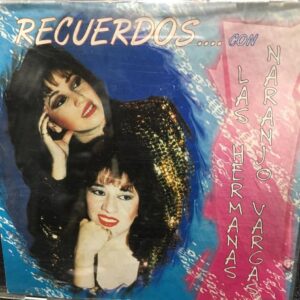 RECUERDOS.... CON
LAS HERMANAS
NARANJO VARGAS